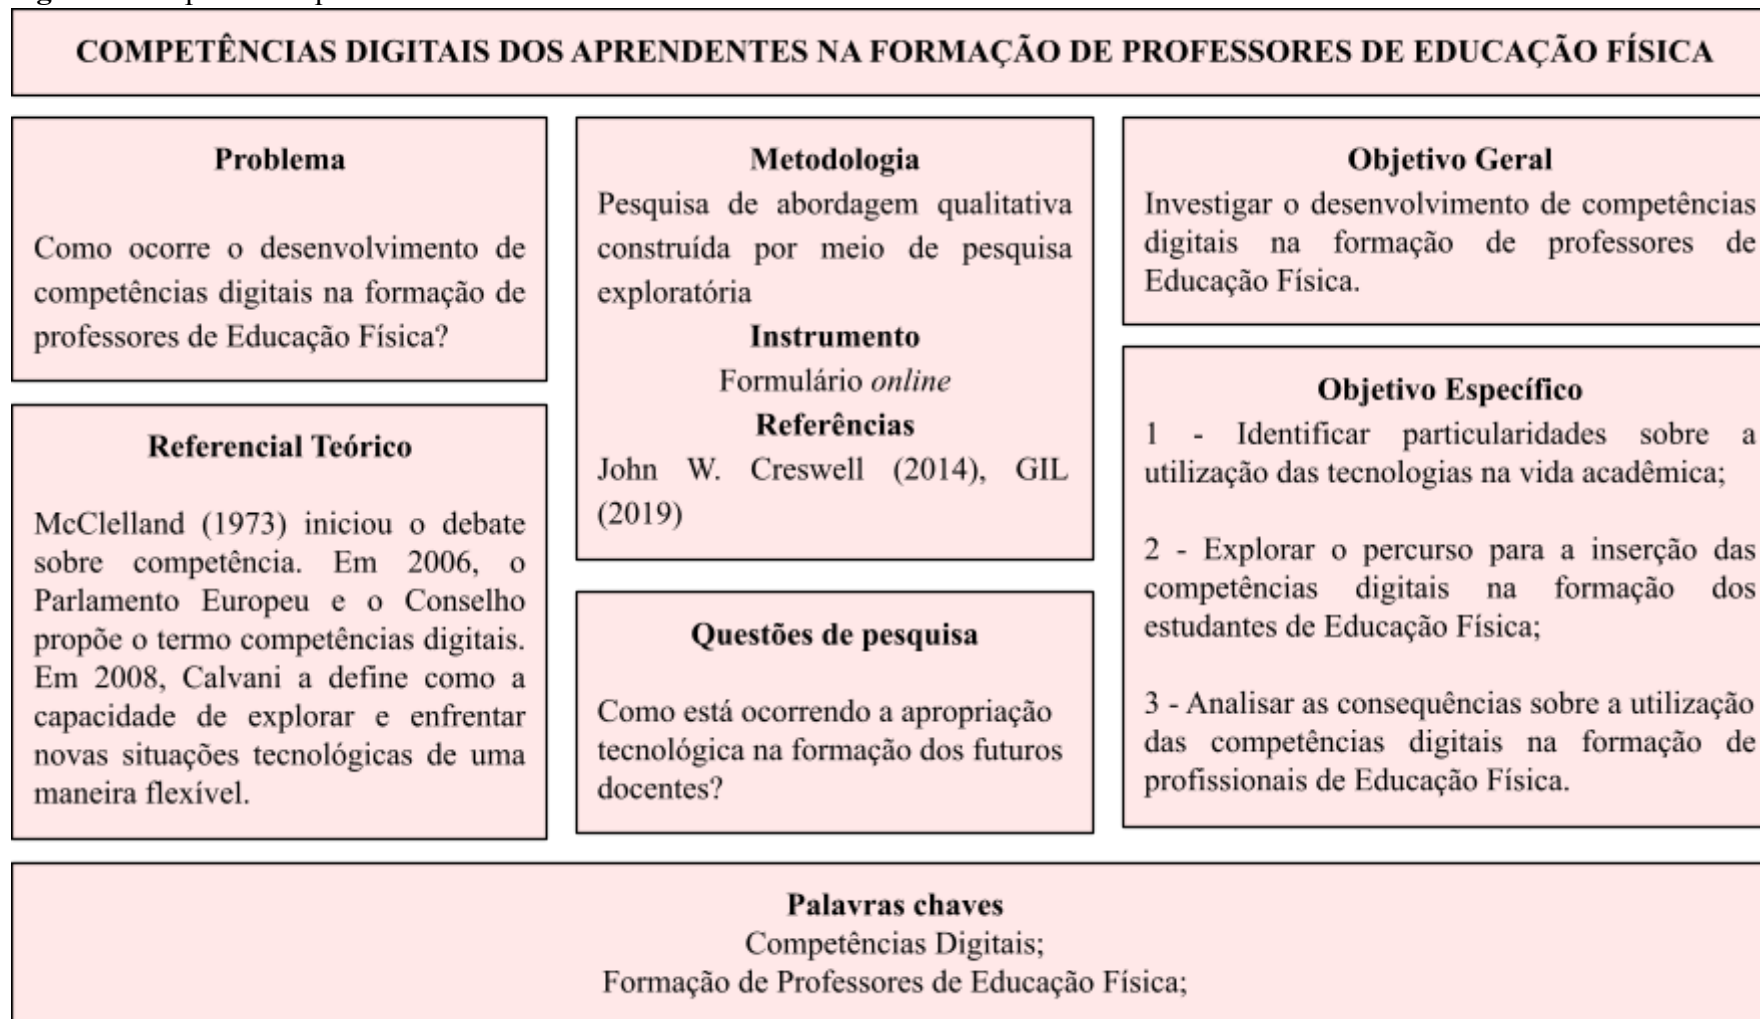 COMPETÊNCIAS DIGITAIS DOS APRENDENTES NA FORMAÇÃO DE PROFESSORES DE EDUCAÇÃO FÍSICA
Problema
Como ocorre o desenvolvimento de
competências digitais na formação de
professores de Educação Física?
Referencial Teórico
McClelland (1973) iniciou o debate
sobre competência. Em 2006, o
Parlamento Europeu e o Conselho
propõe o termo competências digitais.
Em 2008, Calvani a define como a
capacidade de explorar e enfrentar
novas situações tecnológicas de uma
maneira flexível.
Metodologia
Pesquisa de abordagem qualitativa
construída por meio de pesquisa
exploratória
Instrumento
Formulário online
Referências
John W. Creswell (2014), GIL
(2019)
Questões de pesquisa
Como está ocorrendo a apropriação
tecnológica na formação dos futuros
docentes?
Objetivo Geral
Investigar o desenvolvimento de competências
digitais na formação de professores de
Educação Física.
Objetivo Específico
1 - Identificar particularidades sobre a
utilização das tecnologias na vida acadêmica;
2 - Explorar o percurso para a inserção das
competências digitais na formação dos
estudantes de Educação Física;
3 - Analisar as consequências sobre a utilização
das competências digitais na formação de
profissionais de Educação Física.
Palavras chaves
Competências Digitais;
Formação de Professores de Educação Física;